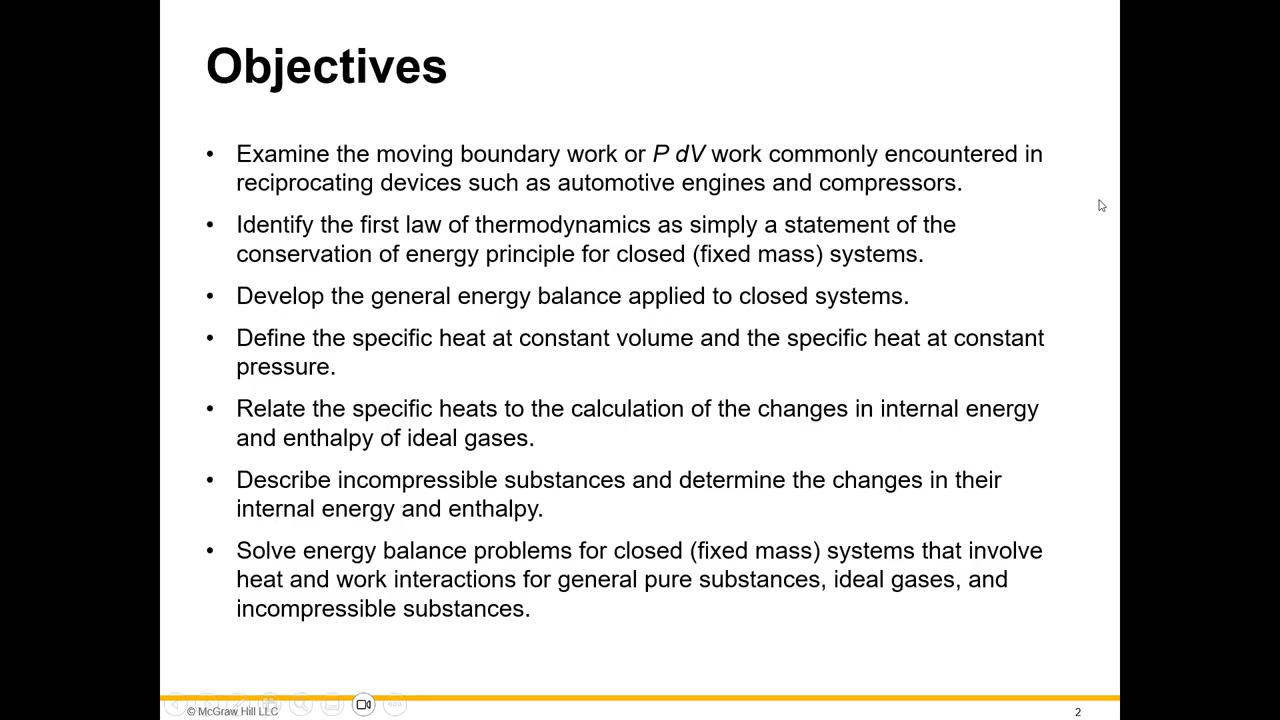 Objectives
• Examine the moving boundary work or P dV work commonly encountered in
reciprocating devices such as automotive engines and compressors.
• Identify the first law of thermodynamics as simply a statement of the
conservation of energy principle for closed (fixed mass) systems.
• Develop the general energy balance applied to closed systems.
• Define the specific heat at constant volume and the specific heat at constant
pressure.
• Relate the specific heats to the calculation of the changes in internal energy
and enthalpy of ideal gases.
• Describe incompressible substances and determine the changes in their
internal energy and enthalpy.
• Solve energy balance problems for closed (fixed mass) systems that involve
heat and work interactions for general pure substances, ideal gases, and
incompressible substances.
© McGraw Hill LLC
2